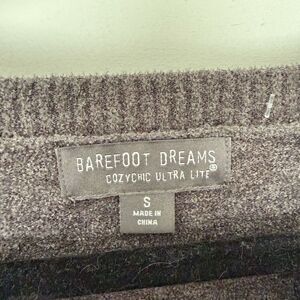 BAREFOOT DREAMS
COZYCHIC ULTRA LITE®
S
MADE IN
CHINA